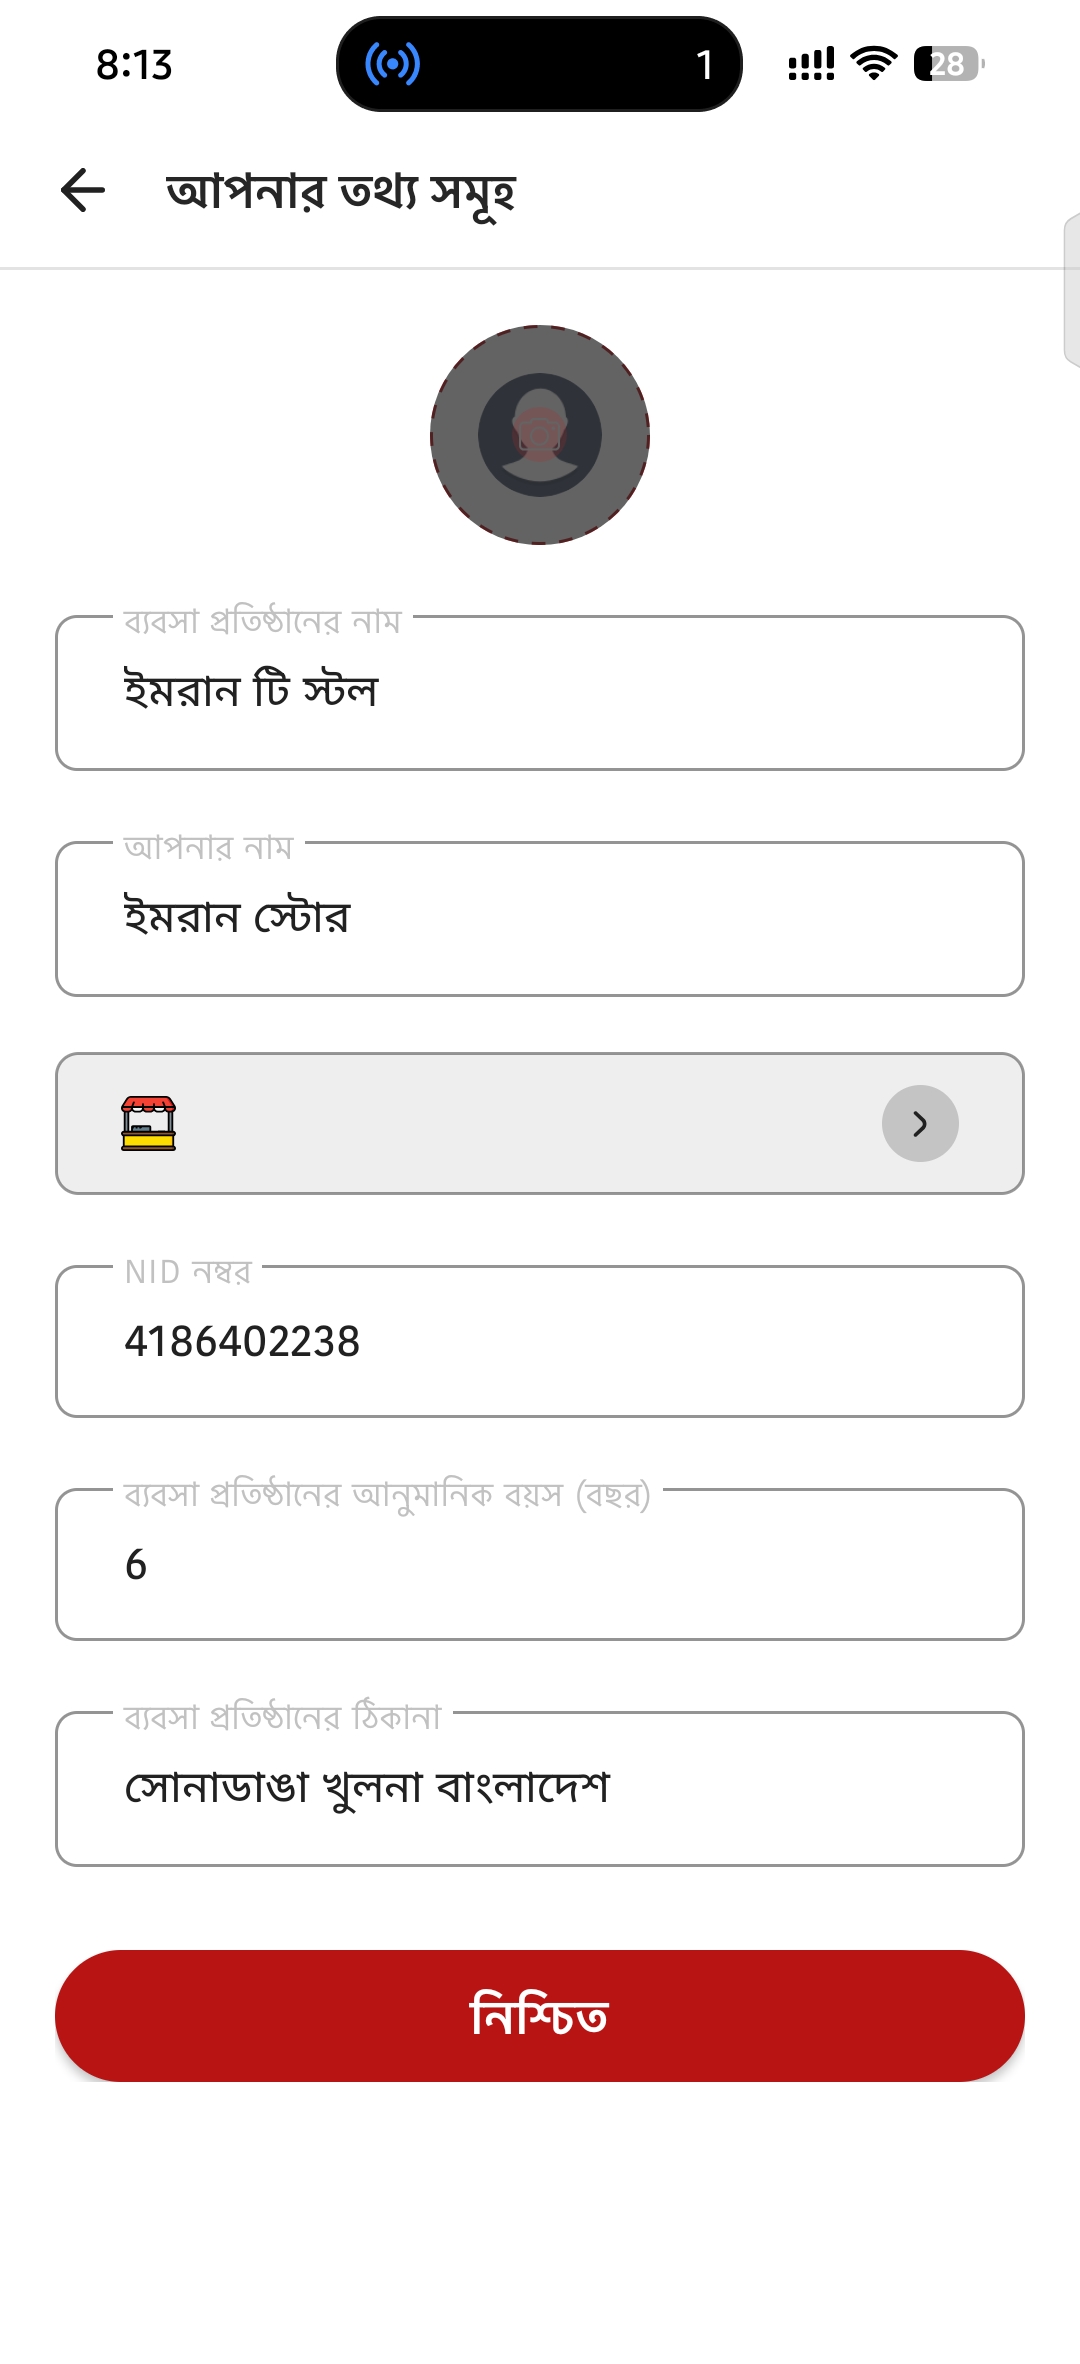 8:13
1
28
আপনার তথ্য সমূহ
ব্যবসা প্রতিষ্ঠানের নাম
ইমরান টি স্টল
আপনার নাম
ইমরান স্টোর
NID নম্বর
4186402238
ব্যবসা প্রতিষ্ঠানের আনুমানিক বয়স (বছর)
6
ব্যবসা প্রতিষ্ঠানের ঠিকানা
সোনাডাঙা খুলনা বাংলাদেশ
নিশ্চিত